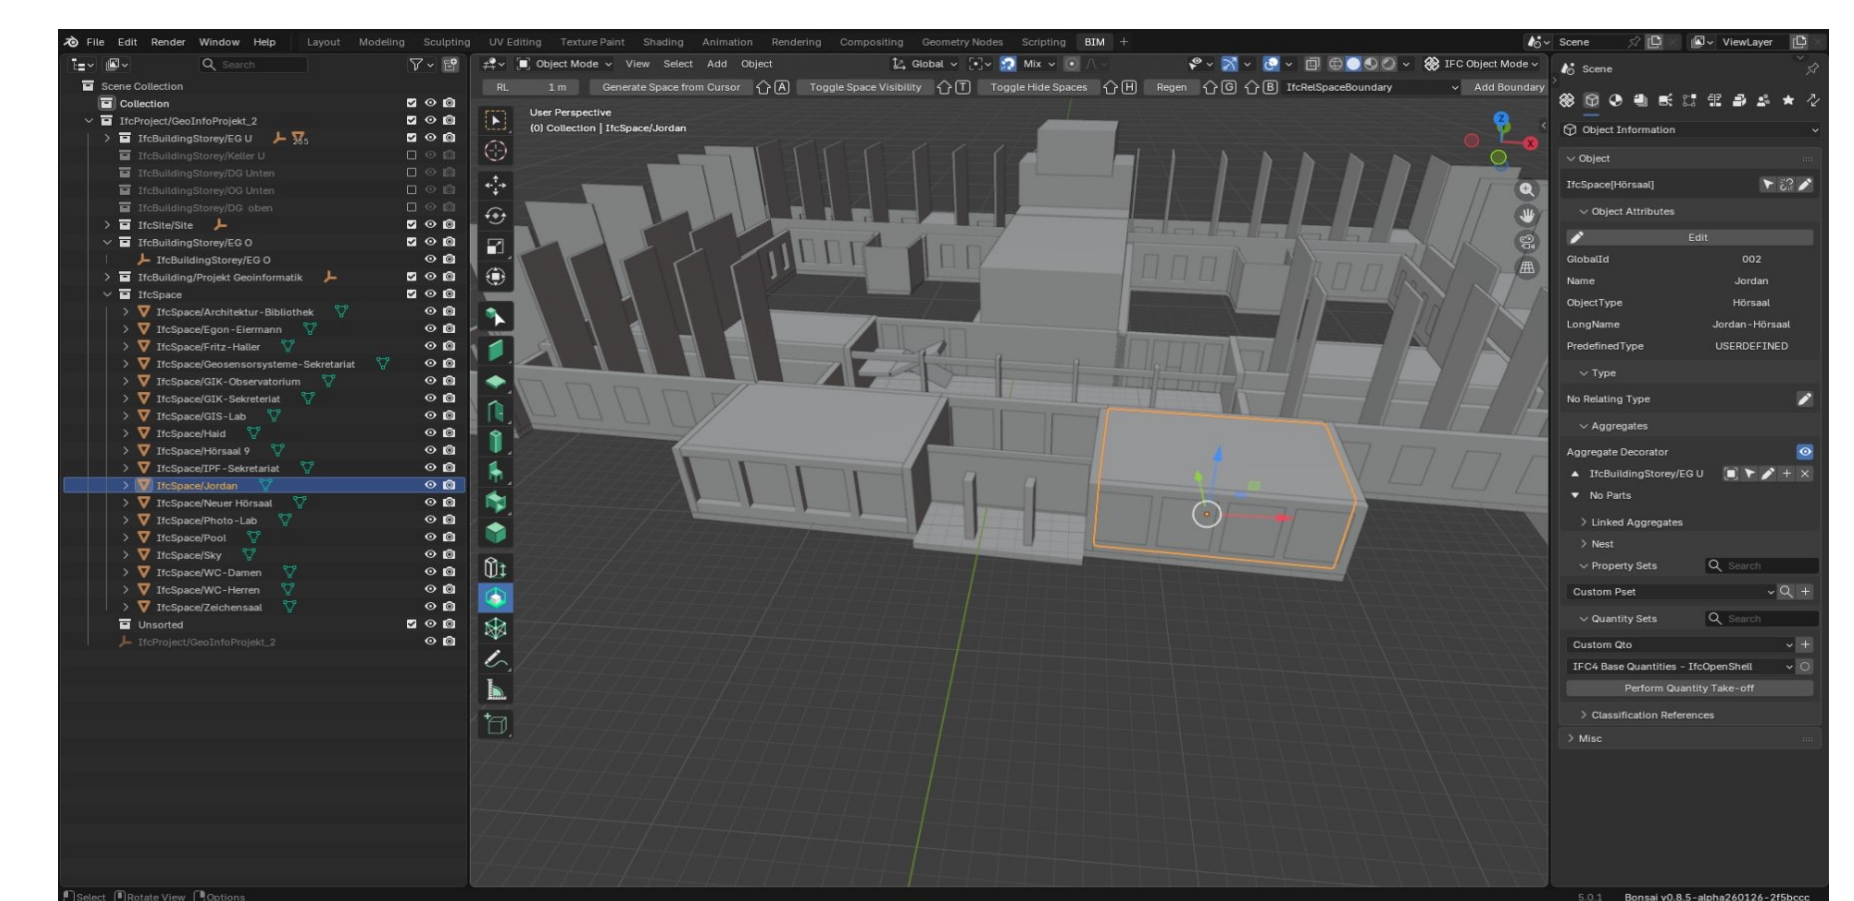 File Edit Render Window Help Layout Modeling Sculpting UV Editing Texture Paint Shading Animation Rendering Compositing Geometry Nodes Scripting BIM + Scene ViewLayer
Search Object Mode View Select Add Object Global Mix IFC Object Mode Scene
Scene Collection RL 1 m Generate Space from Cursor A Toggle Space Visibility T Toggle Hide Spaces H Regen G B IfcRelSpaceBoundary Add Boundary
Collection
IfcProject/GeoInfoProjekt_2
IfcBuildingStorey/EG U
IfcBuildingStorey/Keller U
IfcBuildingStorey/DG Unten
IfcBuildingStorey/OG Unten
IfcBuildingStorey/DG oben
IfcSite/Site
IfcBuildingStorey/EG O
IfcBuildingStorey/EG O
IfcBuilding/Projekt Geoinformatik
IfcSpace
IfcSpace/Architektur-Bibliothek
IfcSpace/Egon-Eiermann
IfcSpace/Fritz-Haller
IfcSpace/Geosensorsysteme-Sekretariat
IfcSpace/GIK-Observatorium
IfcSpace/GIK-Sekreteriat
IfcSpace/GIS-Lab
IfcSpace/Haid
IfcSpace/Hörsaal 9
IfcSpace/IPF-Sekretariat
IfcSpace/Jordan
IfcSpace/Neuer Hörsaal
IfcSpace/Photo-Lab
IfcSpace/Pool
IfcSpace/Sky
IfcSpace/WC-Damen
IfcSpace/WC-Herren
IfcSpace/Zeichensaal
Unsorted
IfcProject/GeoInfoProjekt_2
User Perspective
(0) Collection | IfcSpace/Jordan
Z
X
Object Information
Object
IfcSpace[Hörsaal]
Object Attributes
Edit
GlobalId 002
Name Jordan
ObjectType Hörsaal
LongName Jordan-Hörsaal
PredefinedType USERDEFINED
Type
No Relating Type
Aggregates
Aggregate Decorator
IfcBuildingStorey/EG U
No Parts
Linked Aggregates
Nest
Property Sets Search
Custom Pset
Quantity Sets Search
Custom Qto
IFC4 Base Quantities - IfcOpenShell
Perform Quantity Take-off
Classification References
Misc
Select Rotate View Options 5.0.1 Bonsai v0.8.5-alpha260126-2f5bccc